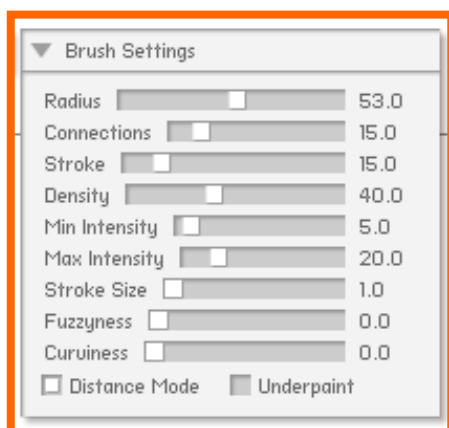 Brush Settings
Radius 53.0
Connections 15.0
Stroke 15.0
Density 40.0
Min Intensity 5.0
Max Intensity 20.0
Stroke Size 1.0
Fuzzyness 0.0
Curviness 0.0
Distance Mode Underpaint